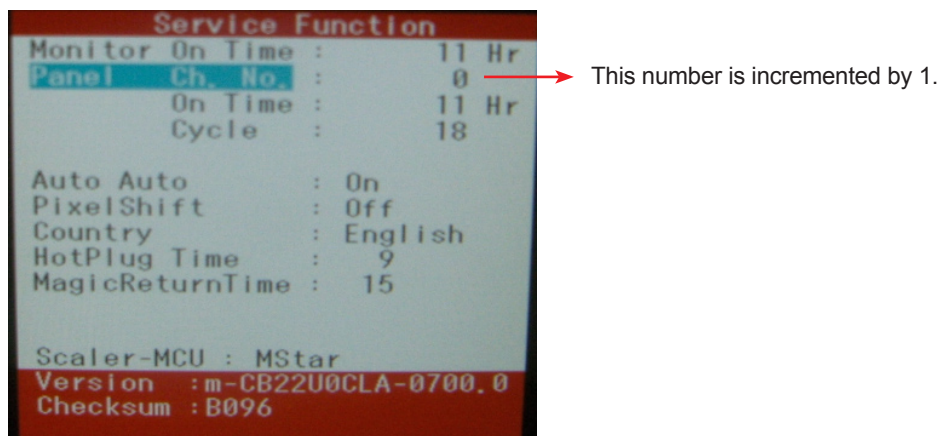 Service Function
Monitor On Time : 11 Hr
Panel Ch. No. : 0
This number is incremented by 1.
On Time : 11 Hr
Cycle : 18
Auto Auto : On
PixelShift : Off
Country : English
HotPlug Time : 9
MagicReturnTime : 15
Scaler-MCU : MStar
Version :m-CB22U0CLA-0700.0
Checksum :B096